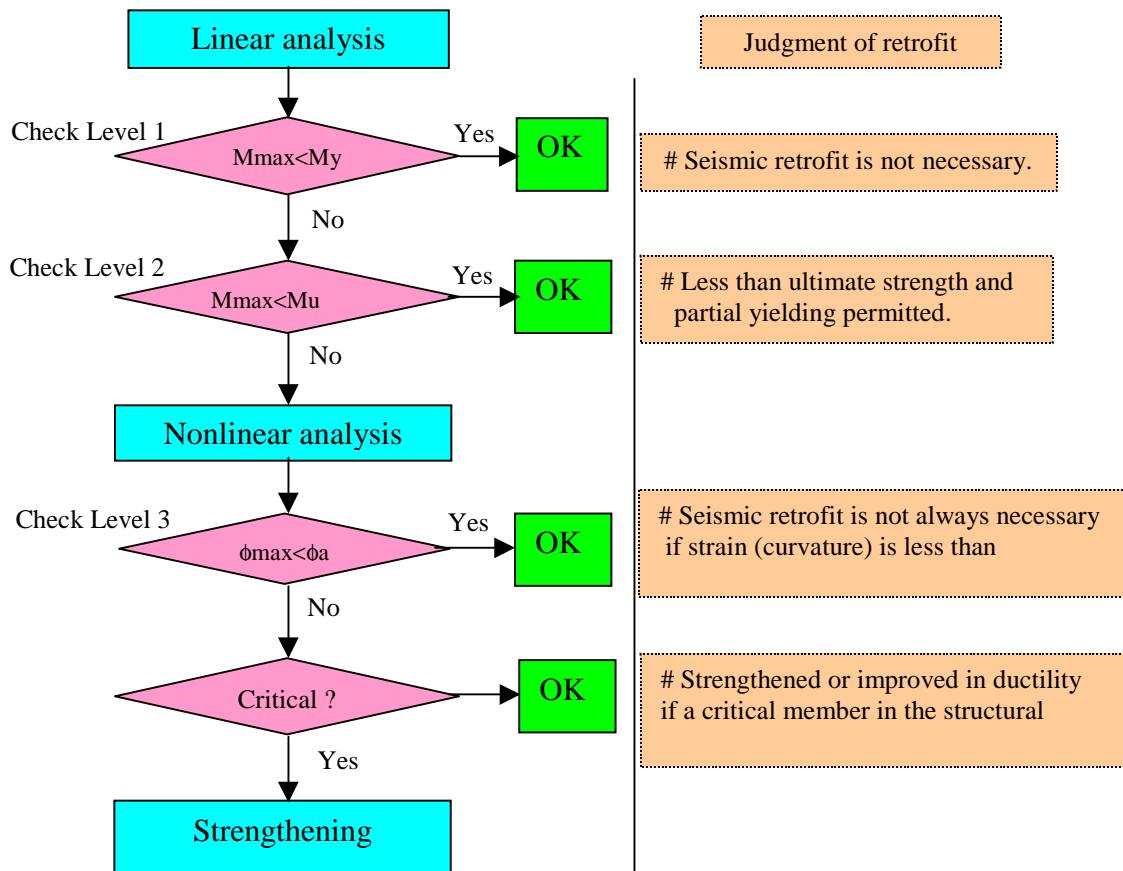 Linear analysis
Judgment of retrofit
Check Level 1
Mmax<My
Yes
OK
# Seismic retrofit is not necessary.
No
Check Level 2
Mmax<Mu
Yes
OK
# Less than ultimate strength and
partial yielding permitted.
No
Nonlinear analysis
Check Level 3
ϕmax<ϕa
Yes
OK
# Seismic retrofit is not always necessary
if strain (curvature) is less than
No
Critical ?
OK
# Strengthened or improved in ductility
if a critical member in the structural
Yes
Strengthening